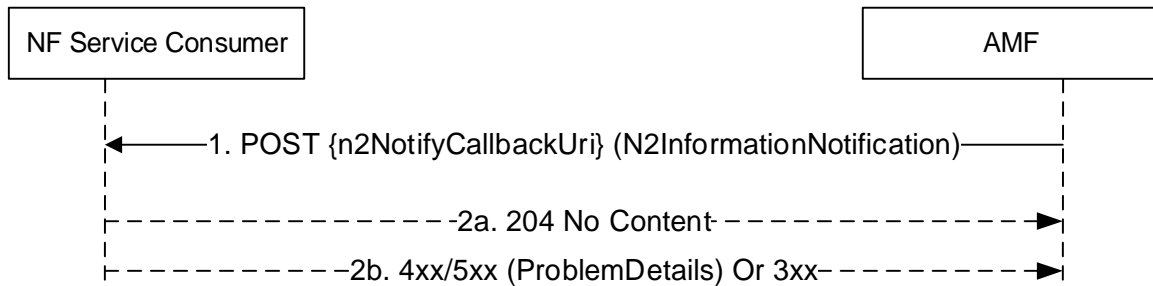 NF Service Consumer
AMF
1. POST {n2NotifyCallbackUri} (N2InformationNotification)
2a. 204 No Content
2b. 4xx/5xx (ProblemDetails) Or 3xx